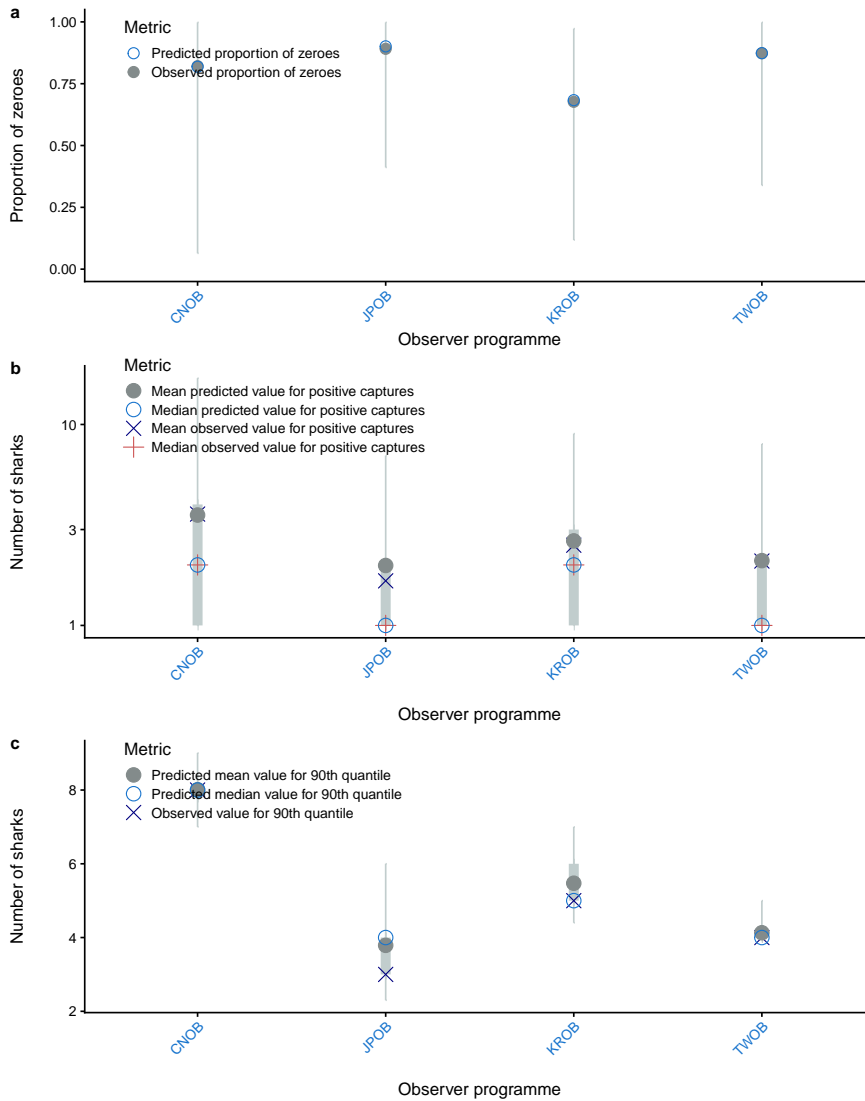 a
Metric
Predicted proportion of zeroes
Observed proportion of zeroes
Proportion of zeroes
1.00
0.75
0.50
0.25
0.00
CNOB
JPOB
KROB
TWOB
Observer programme
b
Metric
Mean predicted value for positive captures
Median predicted value for positive captures
Mean observed value for positive captures
Median observed value for positive captures
Number of sharks
10
3
1
CNOB
JPOB
KROB
TWOB
Observer programme
c
Metric
Predicted mean value for 90th quantile
Predicted median value for 90th quantile
Observed value for 90th quantile
Number of sharks
8
6
4
2
CNOB
JPOB
KROB
TWOB
Observer programme